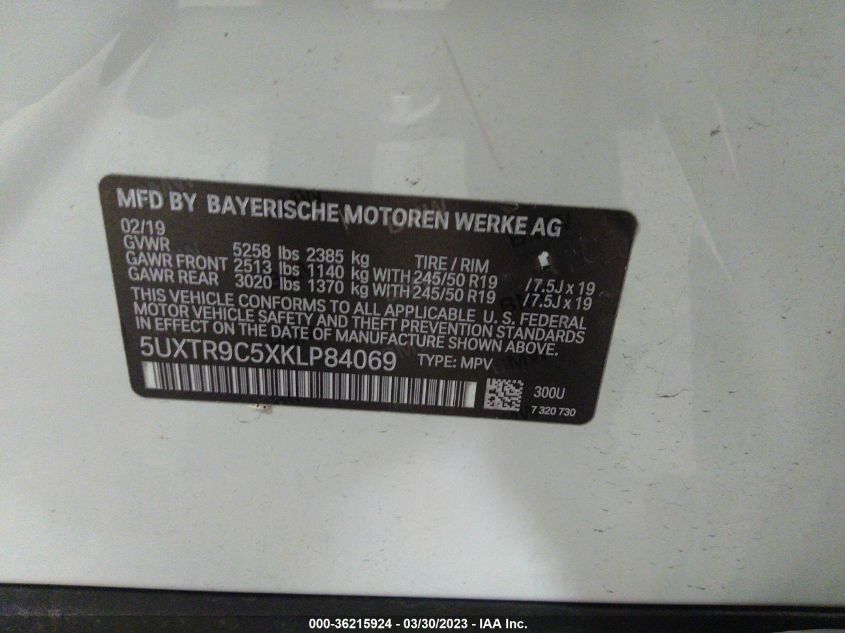 MFD BY BAYERISCHE MOTOREN WERKE AG
02/19
GVWR 5258 lbs 2385 kg TIRE / RIM
GAWR FRONT 2513 lbs 1140 kg WITH 245/50 R19 /7.5J x 19
GAWR REAR 3020 lbs 1370 kg WITH 245/50 R19 /7.5J x 19
THIS VEHICLE CONFORMS TO ALL APPLICABLE U.S. FEDERAL
MOTOR VEHICLE SAFETY AND THEFT PREVENTION STANDARDS
IN EFFECT ON THE DATE OF MANUFACTURE SHOWN ABOVE.
5UXTR9C5XKLP84069 TYPE: MPV
300U
7 320 730
000-36215924 - 03/30/2023 - IAA Inc.